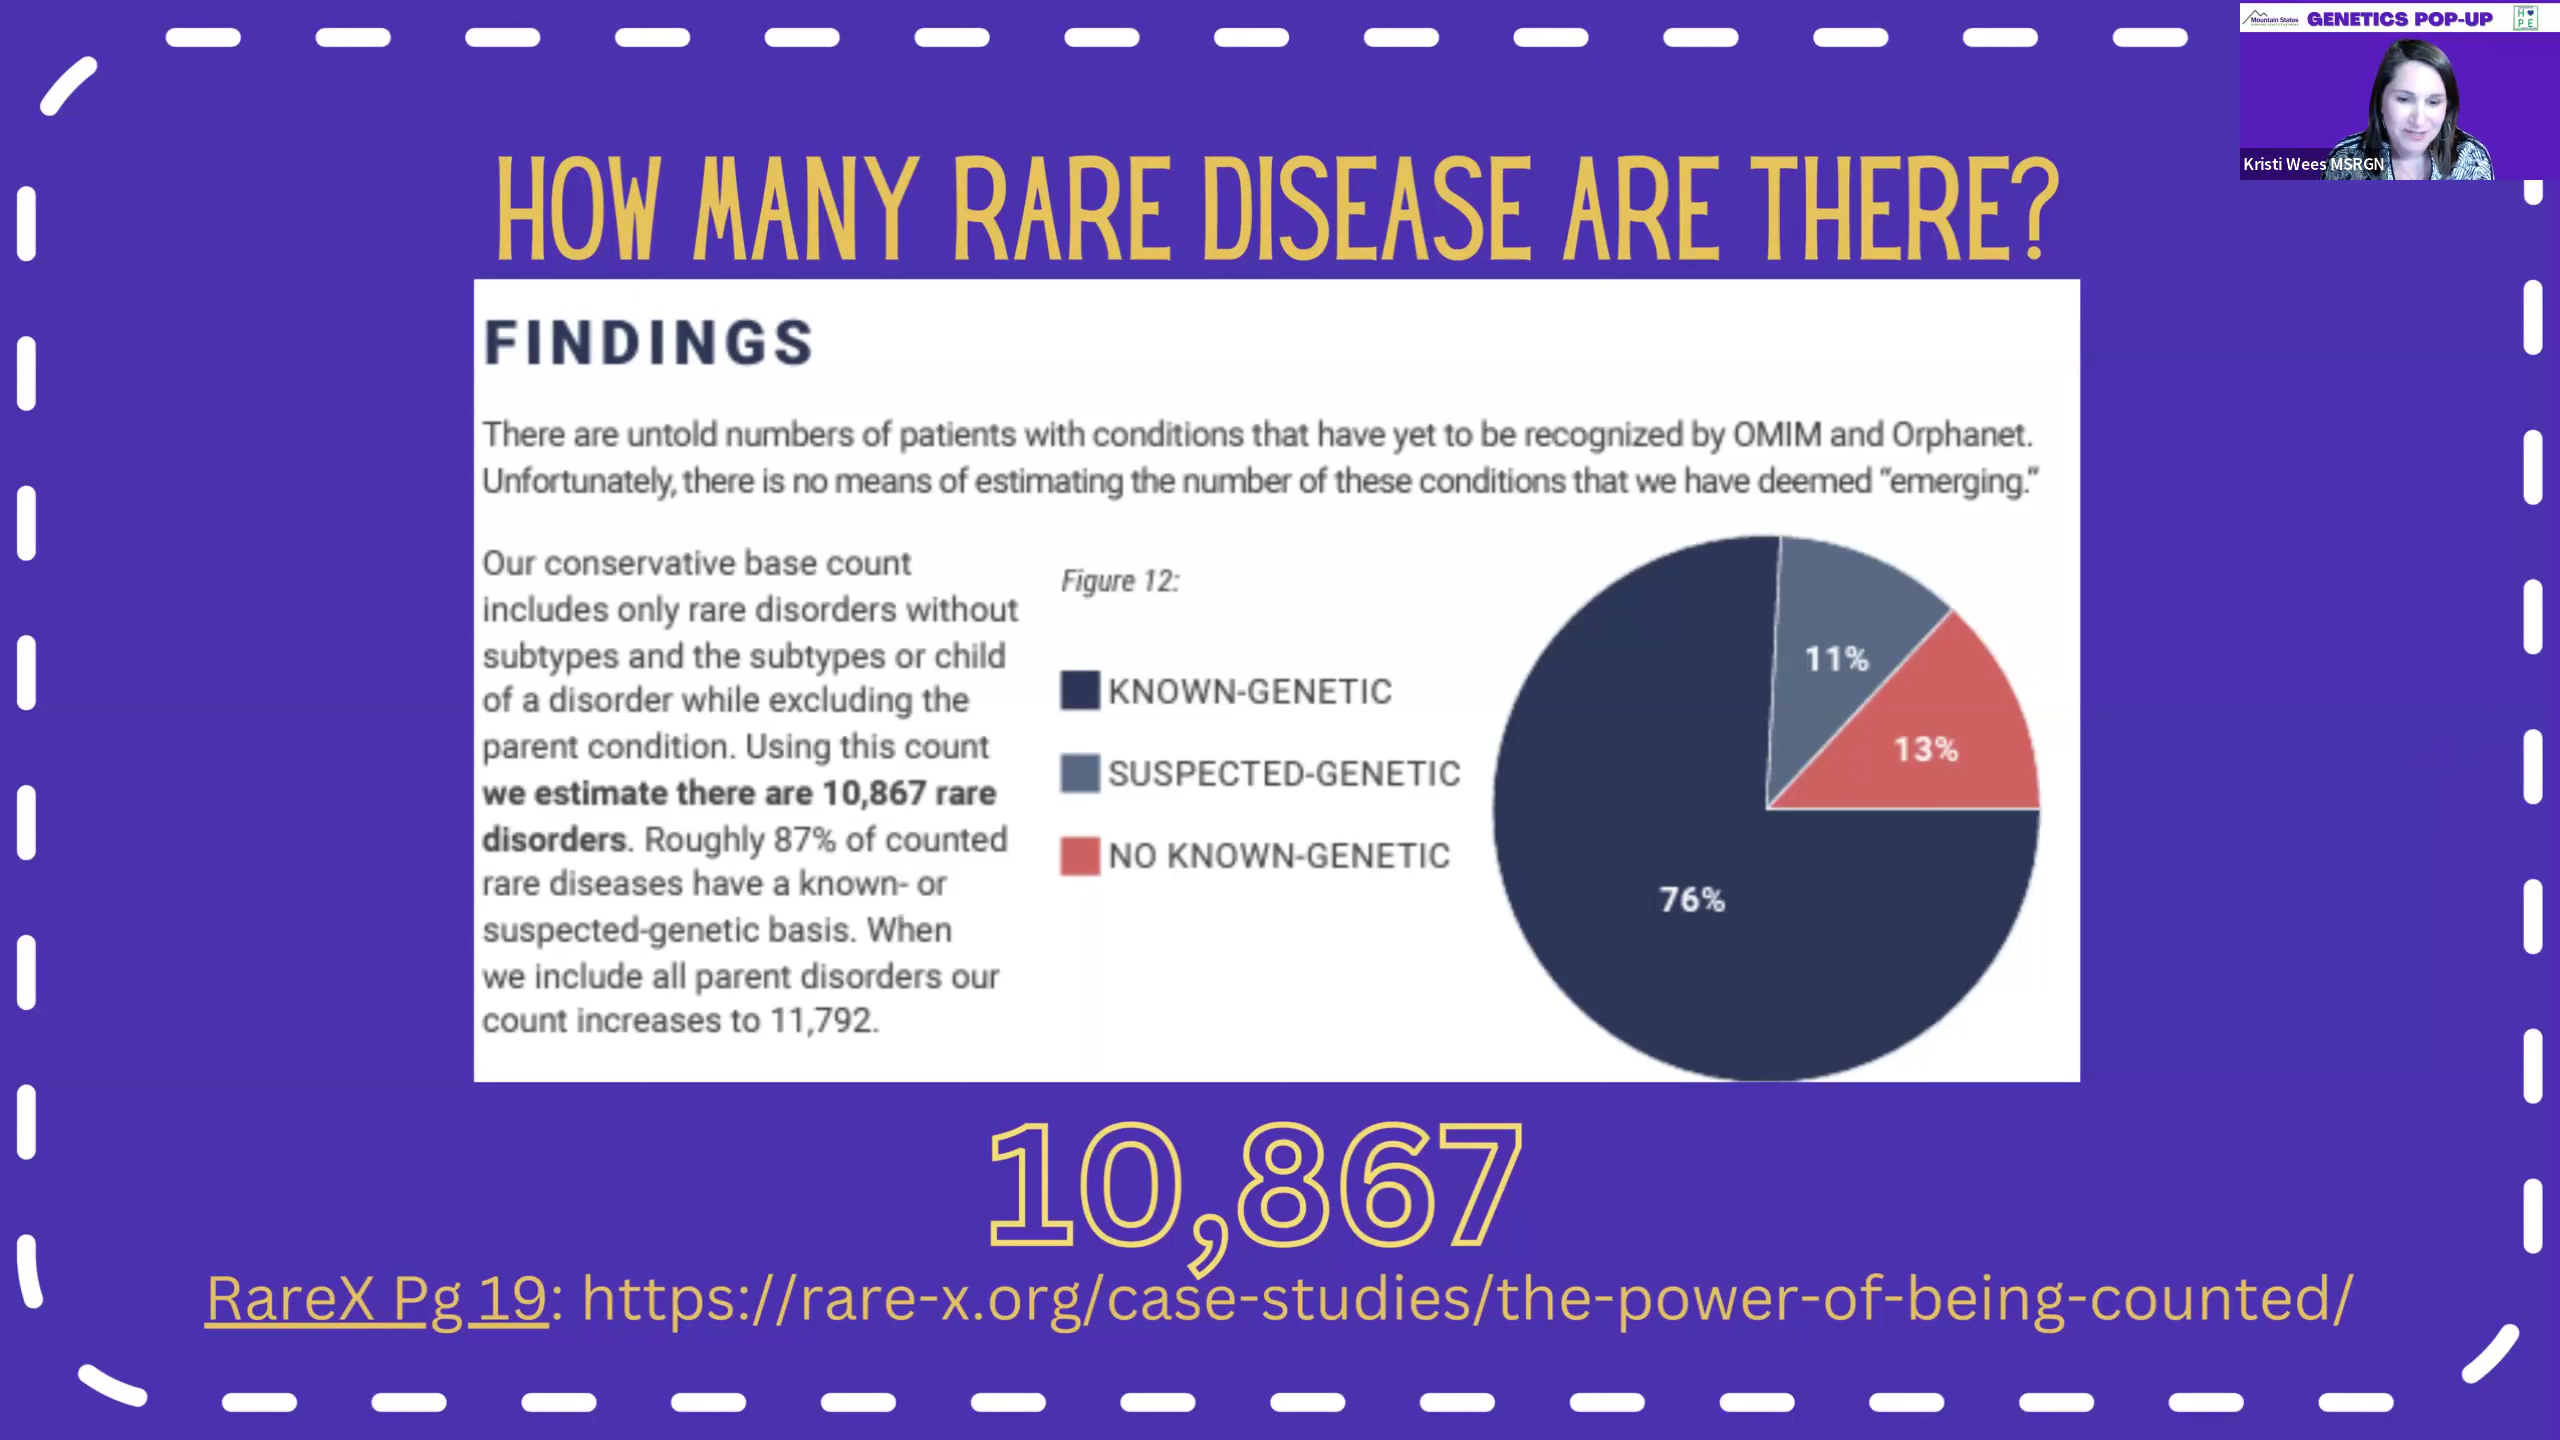 Mountain States
GENETICS POP-UP
HOPE
Kristi Wees MSRGN
HOW MANY RARE DISEASE ARE THERE?
FINDINGS
There are untold numbers of patients with conditions that have yet to be recognized by OMIM and Orphanet.
Unfortunately, there is no means of estimating the number of these conditions that we have deemed “emerging.”
Our conservative base count
includes only rare disorders without
subtypes and the subtypes or child
of a disorder while excluding the
parent condition. Using this count
we estimate there are 10,867 rare
disorders. Roughly 87% of counted
rare diseases have a known- or
suspected-genetic basis. When
we include all parent disorders our
count increases to 11,792.
Figure 12:
KNOWN-GENETIC
SUSPECTED-GENETIC
NO KNOWN-GENETIC
11%
13%
76%
10,867
RareX Pg 19: https://rare-x.org/case-studies/the-power-of-being-counted/